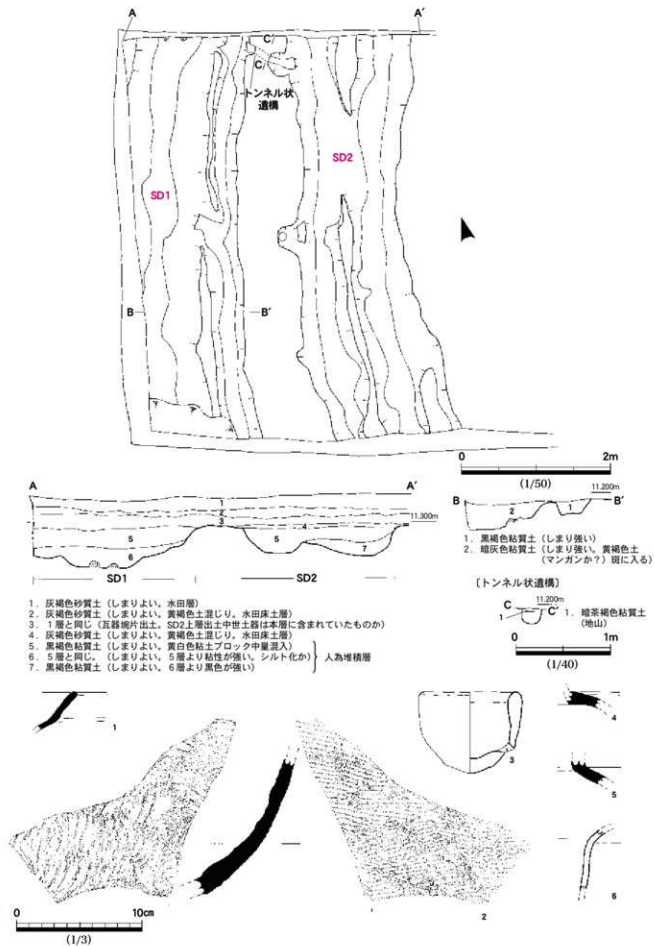 A
A′
C′
C
トンネル状
遺構
SD1
SD2
B
B′
0
2m
(1/50)
A
A′
1
2
3
4
11.300m
5
5
6
7
SD1
SD2
B
11.200m
B′
2
1
1. 黒褐色粘質土(しまり強い)
2. 暗灰色粘質土(しまり強い。黄褐色土
(マンガンか?)斑に入る)
〔トンネル状遺構〕
C
11.200m
C′
1
1. 暗茶褐色粘質土
(地山)
0
1m
(1/40)
1. 灰褐色砂質土(しまりよい。水田層)
2. 灰褐色砂質土(しまりよい。黄褐色土混じり。水田床土層)
3. 1層と同じ(瓦器埦片出土。SD2上層出土中世土器は本層に含まれていたものか)
4. 灰褐色砂質土(しまりよい。黄褐色土混じり。水田床土層)
5. 黒褐色粘質土(しまりよい。黄白色粘土ブロック中量混入)
6. 5層と同じ。(しまりよい。5層より粘性が強い。シルト化か)
7. 黒褐色粘質土(しまりよい。6層より黒色が強い)
人為堆積層
1
2
3
4
5
6
0
10cm
(1/3)